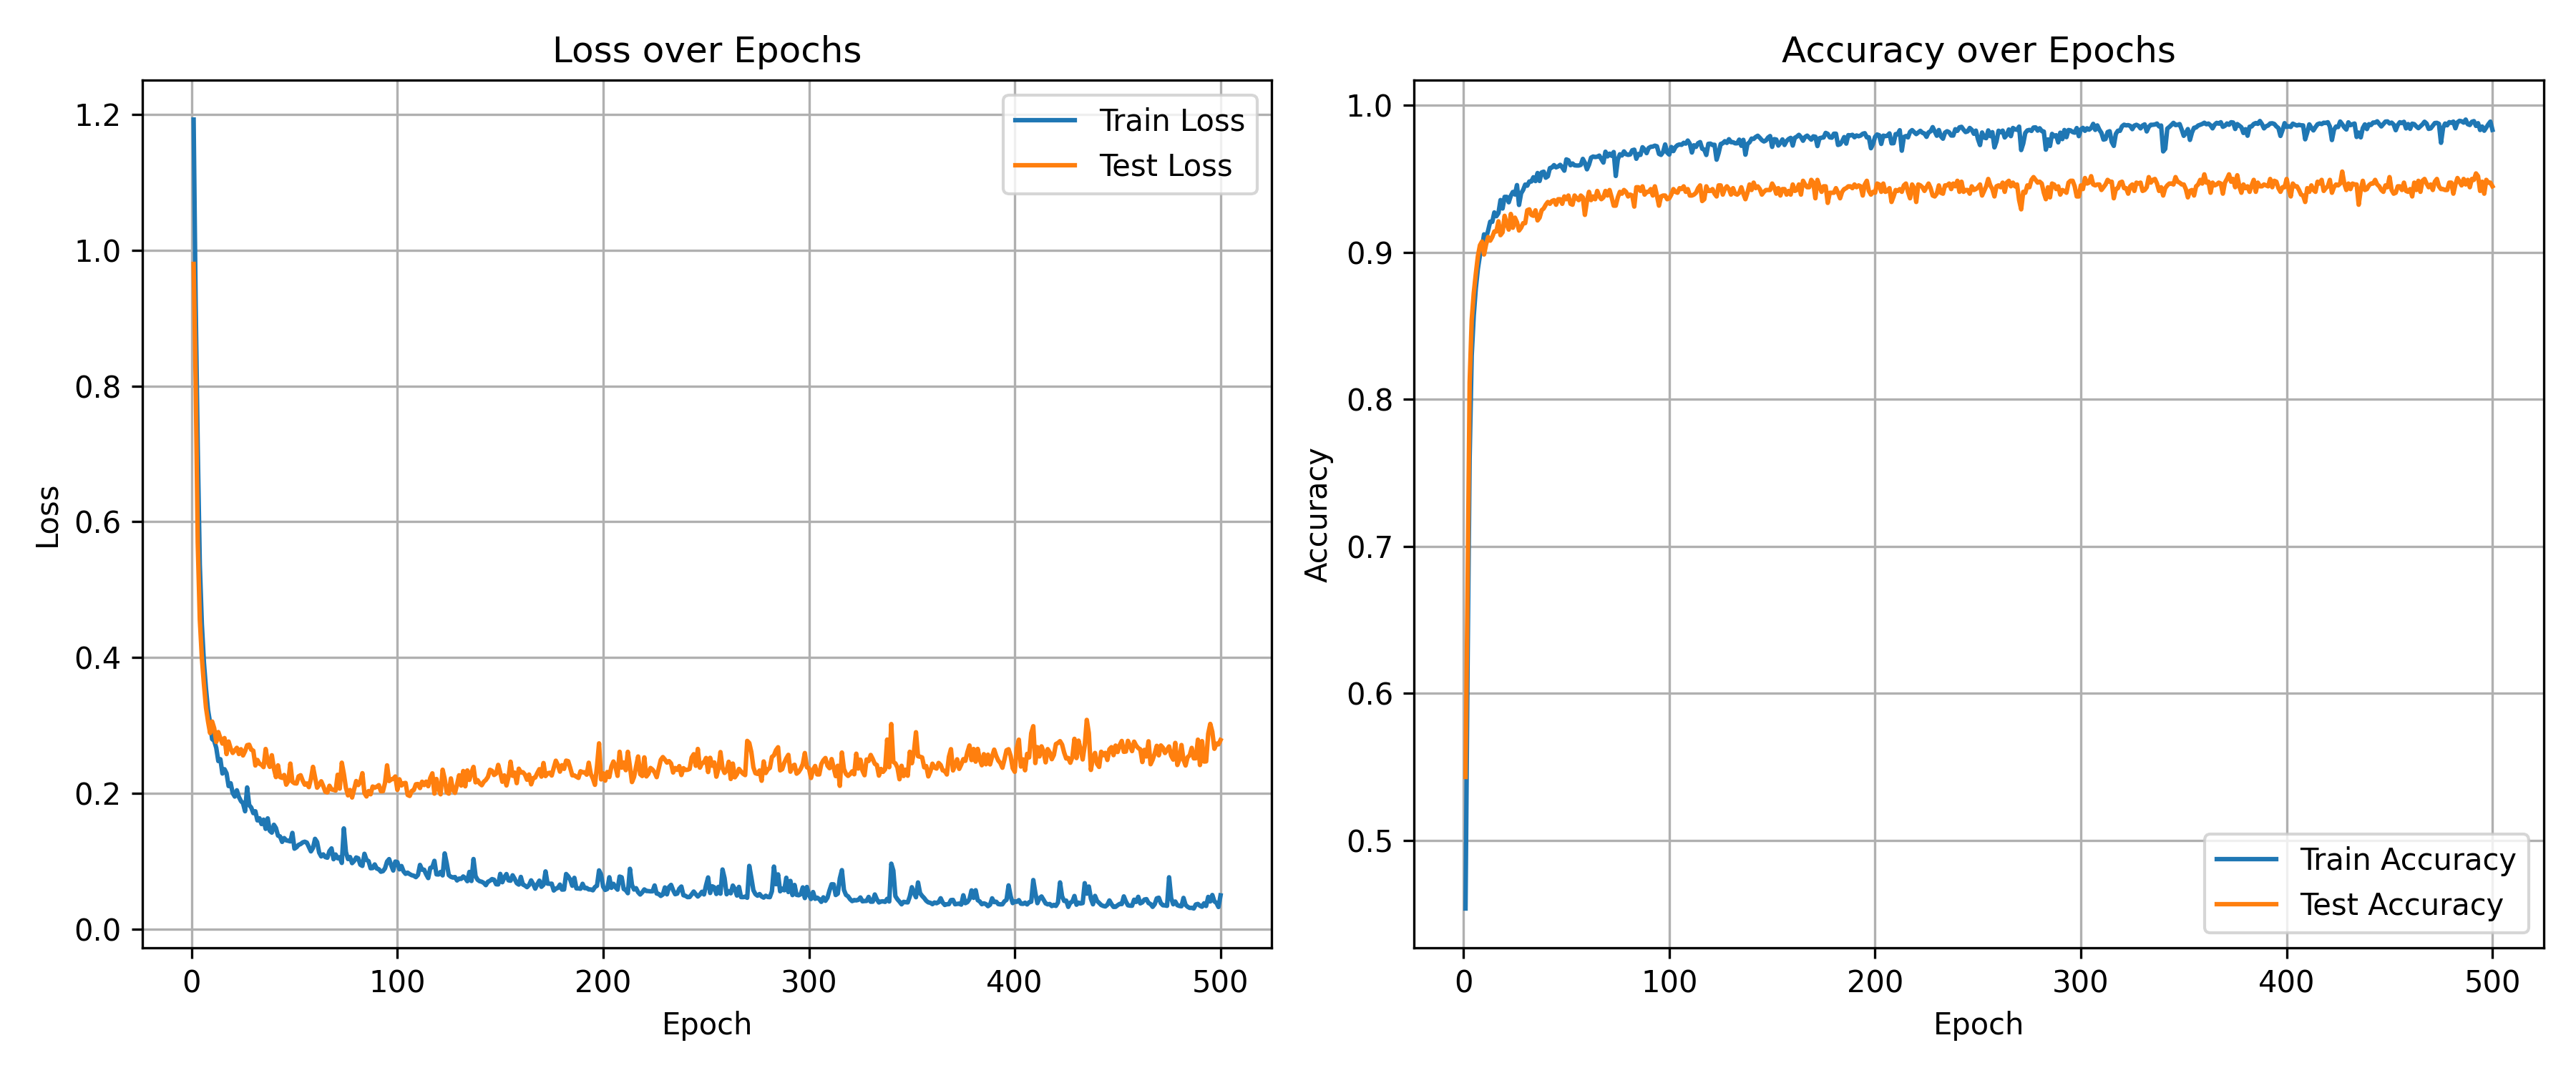 Loss over Epochs
Train Loss
Test Loss
1.2
1.0
0.8
0.6
0.4
0.2
0.0
Loss
0 100 200 300 400 500
Epoch
Accuracy over Epochs
1.0
0.9
0.8
0.7
0.6
0.5
Accuracy
Train Accuracy
Test Accuracy
0 100 200 300 400 500
Epoch